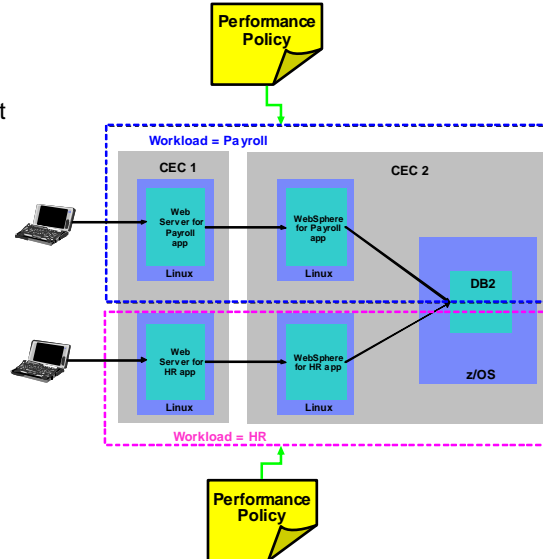 Performance
Policy
t
Workload = Payroll
CEC 1
CEC 2
Web
Server for
Payroll
app
Linux
WebSphere
for Payroll
app
Linux
DB2
z/OS
Web
Server for
HR app
Linux
WebSphere
for HR app
Linux
Workload = HR
Performance
Policy